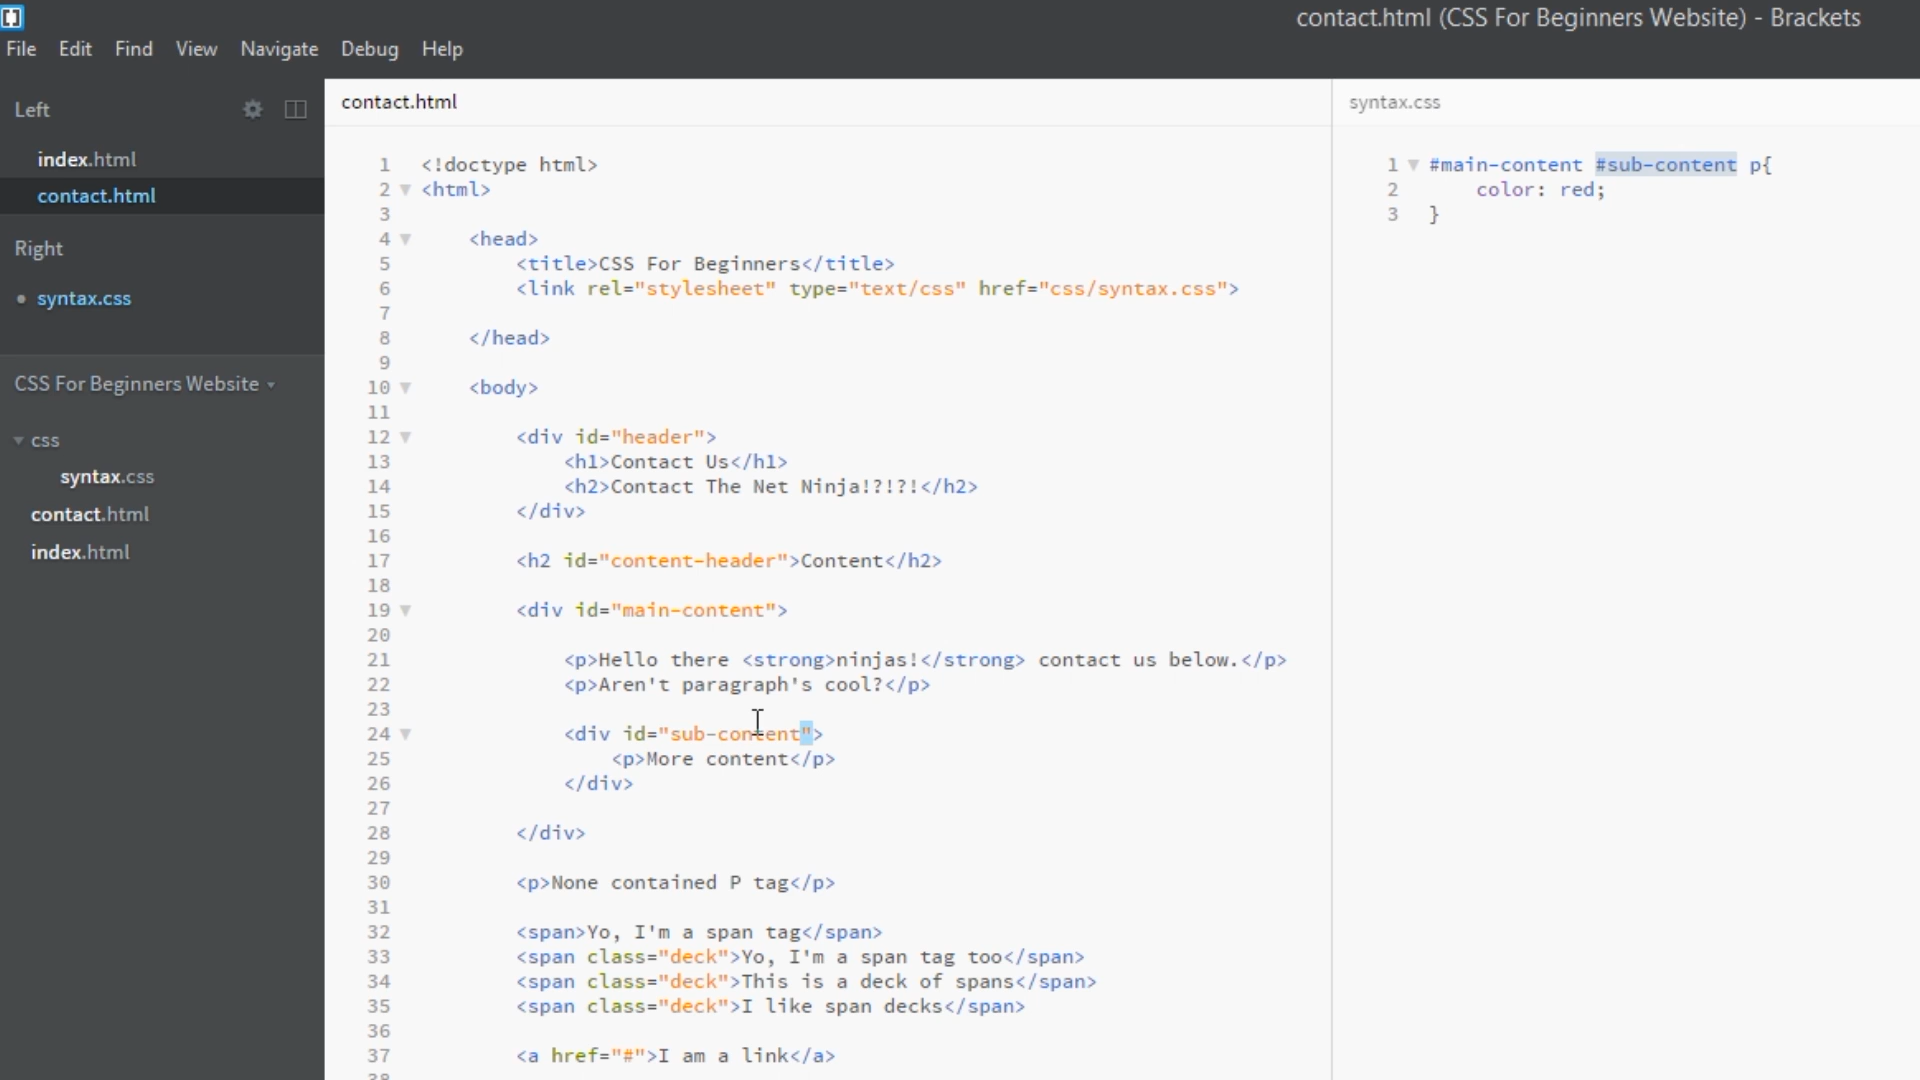 contact.html (CSS For Beginners Website) - Brackets
File Edit Find View Navigate Debug Help
Left
index.html
contact.html
Right
syntax.css
CSS For Beginners Website
css
syntax.css
contact.html
index.html
contact.html
1 <!doctype html>
2 <html>
3
4 <head>
5 <title>CSS For Beginners</title>
6 <link rel="stylesheet" type="text/css" href="css/syntax.css">
7
8 </head>
9
10 <body>
11
12 <div id="header">
13 <h1>Contact Us</h1>
14 <h2>Contact The Net Ninja!?!?!</h2>
15 </div>
16
17 <h2 id="content-header">Content</h2>
18
19 <div id="main-content">
20
21 <p>Hello there <strong>ninjas!</strong> contact us below.</p>
22 <p>Aren't paragraph's cool?</p>
23
24 <div id="sub-content">
25 <p>More content</p>
26 </div>
27
28 </div>
29
30 <p>None contained P tag</p>
31
32 <span>Yo, I'm a span tag</span>
33 <span class="deck">Yo, I'm a span tag too</span>
34 <span class="deck">This is a deck of spans</span>
35 <span class="deck">I like span decks</span>
36
37 <a href="#">I am a link</a>
38
syntax.css
1 #main-content #sub-content p{
2 color: red;
3 }